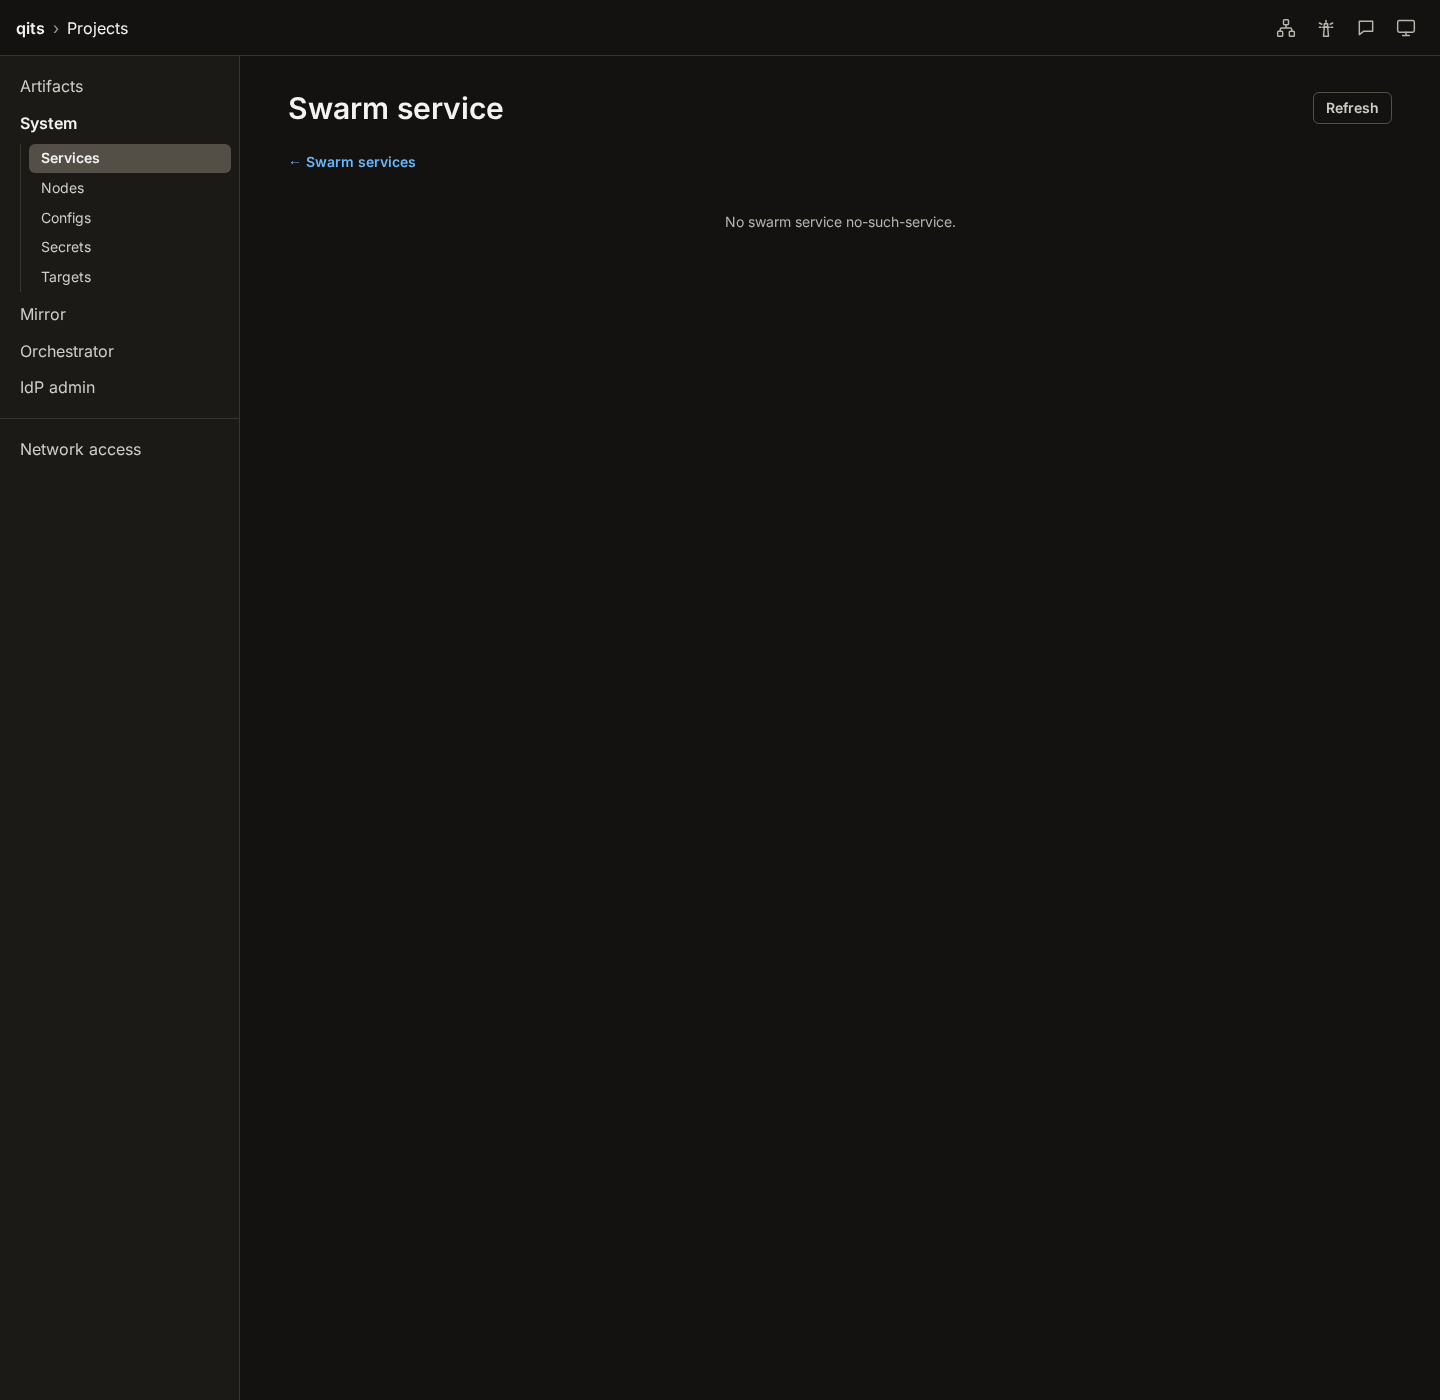 qits › Projects
Artifacts
System
Services
Nodes
Configs
Secrets
Targets
Mirror
Orchestrator
IdP admin
Network access
Swarm service
Refresh
← Swarm services
No swarm service no-such-service.